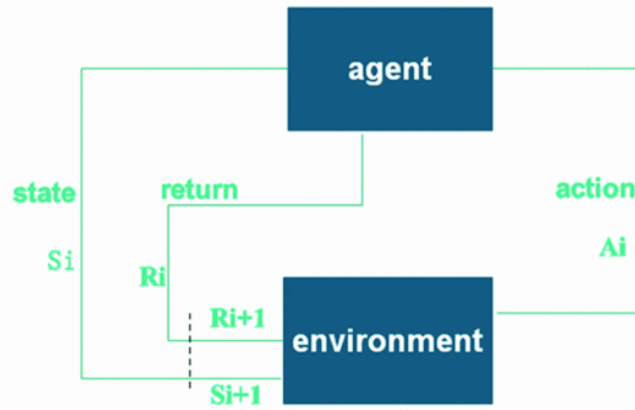 agent
state
return
action
Si
Ai
Ri
Ri+1
environment
Si+1